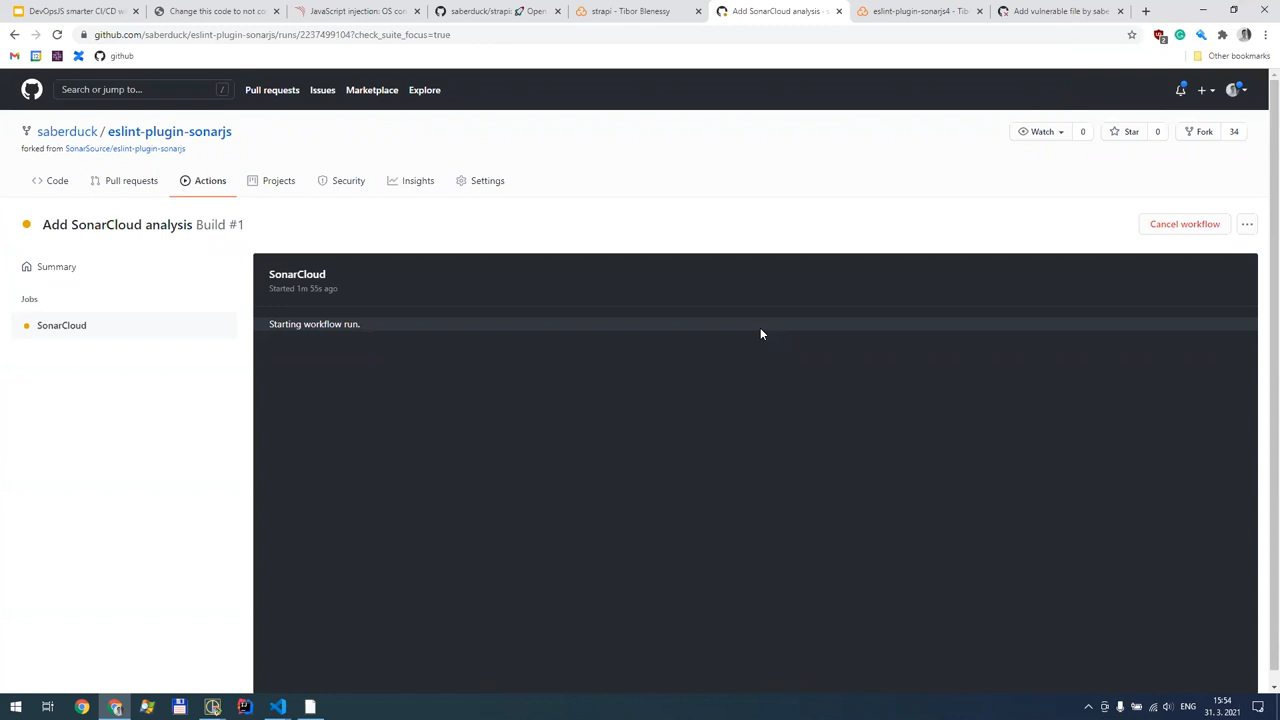 DevOpsJS smarter CI/CD w
Change this code to not co
JavaScript injection: OS con
saberduck/strapi:
Open
strapi - Tibor Blenessy
Add SonarCloud analysis
eslint-plugin-sonarjs4 - Tib
Add vulnerable file by sabe
github.com/saberduck/eslint-plugin-sonarjs/runs/2237499104?check_suite_focus=true
github
Other bookmarks
Search or jump to... /
Pull requests Issues Marketplace Explore
saberduck / eslint-plugin-sonarjs
Watch 0 Star 0 Fork 34
forked from SonarSource/eslint-plugin-sonarjs
Code Pull requests Actions Projects Security Insights Settings
Add SonarCloud analysis Build #1
Cancel workflow
Summary
Jobs
SonarCloud
SonarCloud
Started 1m 55s ago
Starting workflow run.
ENG
15:54
31. 3. 2021